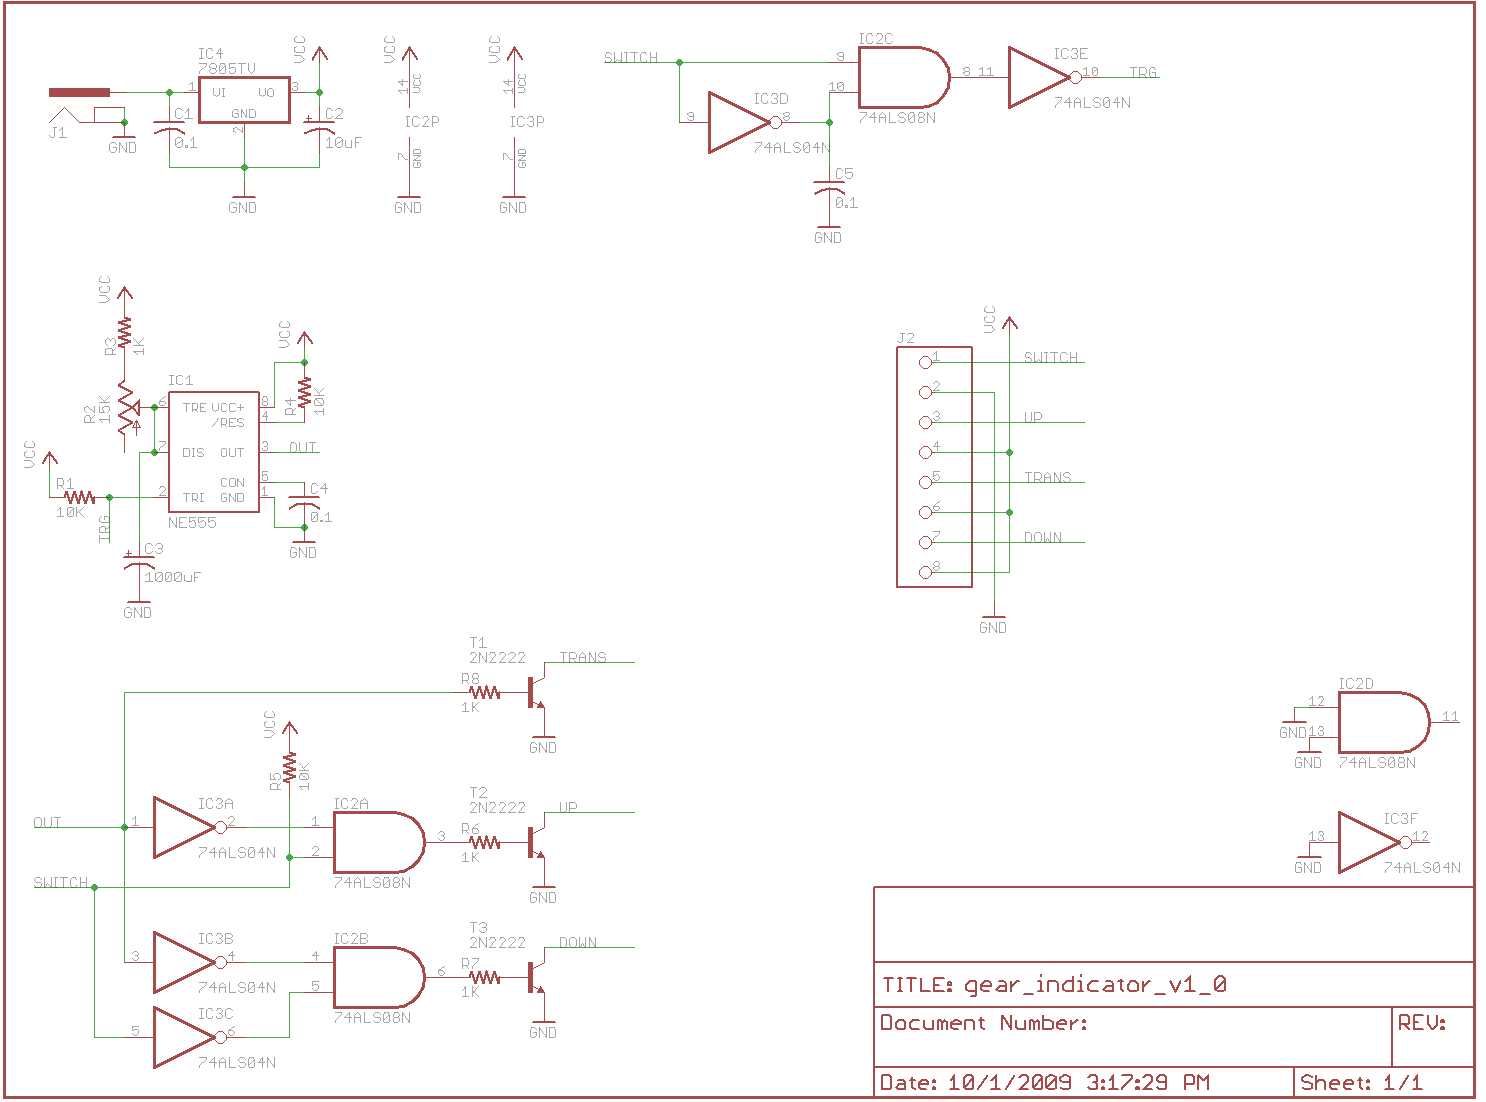 IC4
7805TV
VCC
1
VI
VO
3
GND
2
J1
GND
C1
0.1
C2
10uF
GND
VCC
14
VCC
IC2P
7
GND
GND
VCC
14
VCC
IC3P
7
GND
GND
SWITCH
9
IC3D
8
74ALS04N
IC2C
9
10
8
74ALS08N
11
IC3E
10
TRG
74ALS04N
C5
0.1
GND
VCC
R3
1K
R2
15K
VCC
R1
10K
TRG
IC1
6
TRE
VCC+
8
/RES
4
7
DIS
OUT
3
OUT
CON
5
2
TRI
GND
1
NE555
VCC
R4
10K
C4
0.1
GND
C3
1000uF
GND
VCC
J2
1
SWITCH
2
3
UP
4
5
TRANS
6
7
DOWN
8
GND
T1
2N2222
TRANS
R8
1K
GND
VCC
R5
10K
OUT
1
IC3A
2
74ALS04N
IC2A
1
2
3
74ALS08N
T2
2N2222
UP
R6
1K
GND
SWITCH
3
IC3B
4
74ALS04N
5
IC3C
6
74ALS04N
IC2B
4
5
6
74ALS08N
T3
2N2222
DOWN
R7
1K
GND
IC2D
12
GND
13
GND
11
74ALS08N
IC3F
13
12
GND
74ALS04N
TITLE: gear_indicator_v1_0
Document Number:
REV:
Date: 10/1/2009 3:17:29 PM
Sheet: 1/1